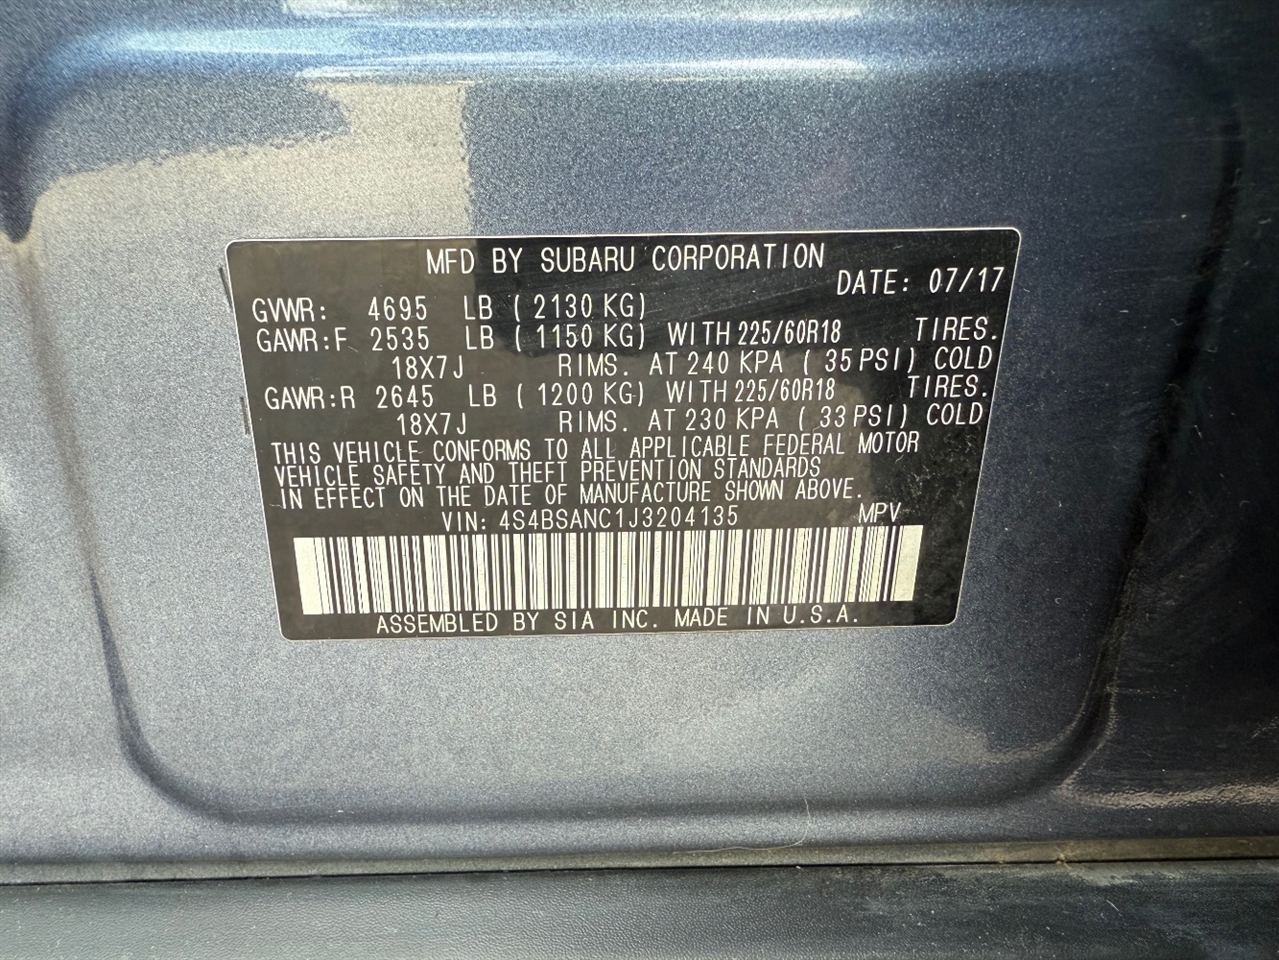 MFD BY SUBARU CORPORATION
DATE: 07/17
GVWR: 4695 LB ( 2130 KG)
GAWR:F 2535 LB ( 1150 KG) WITH 225/60R18 TIRES.
18X7J RIMS. AT 240 KPA ( 35 PSI) COLD
GAWR:R 2645 LB ( 1200 KG) WITH 225/60R18 TIRES.
18X7J RIMS. AT 230 KPA ( 33 PSI) COLD
THIS VEHICLE CONFORMS TO ALL APPLICABLE FEDERAL MOTOR
VEHICLE SAFETY AND THEFT PREVENTION STANDARDS
IN EFFECT ON THE DATE OF MANUFACTURE SHOWN ABOVE.
VIN: 4S4BSANC1J3204135 MPV
ASSEMBLED BY SIA INC. MADE IN U.S.A.